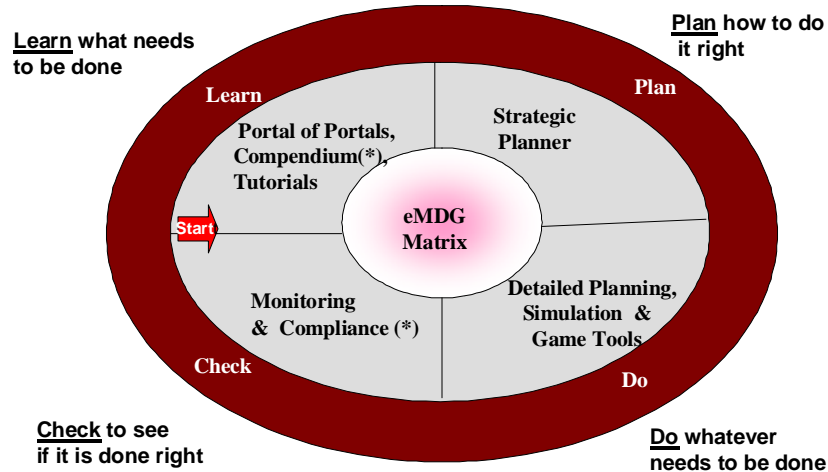 Learn what needs
to be done
Plan how to do
it right
Learn
Plan
Portal of Portals,
Compendium(*),
Tutorials
Strategic
Planner
Start
eMDG
Matrix
Monitoring
& Compliance (*)
Detailed Planning,
Simulation &
Game Tools
Check
Do
Check to see
if it is done right
Do whatever
needs to be done